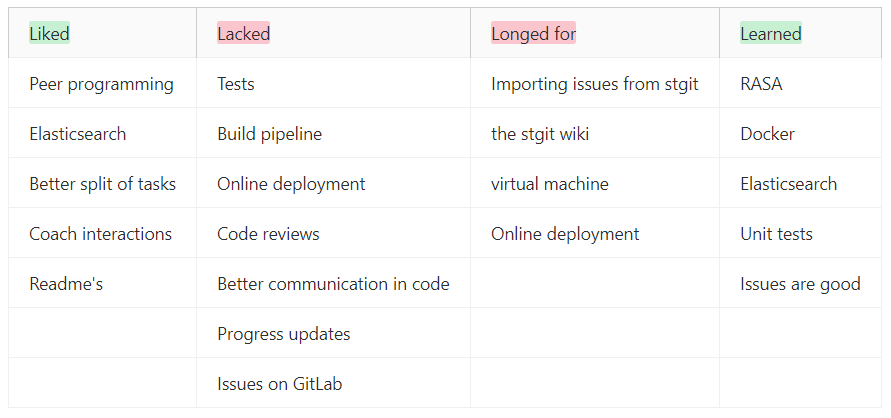 Liked Lacked Longed for Learned
Peer programming Tests Importing issues from stgit RASA
Elasticsearch Build pipeline the stgit wiki Docker
Better split of tasks Online deployment virtual machine Elasticsearch
Coach interactions Code reviews Online deployment Unit tests
Readme's Better communication in code Issues are good
Progress updates
Issues on GitLab